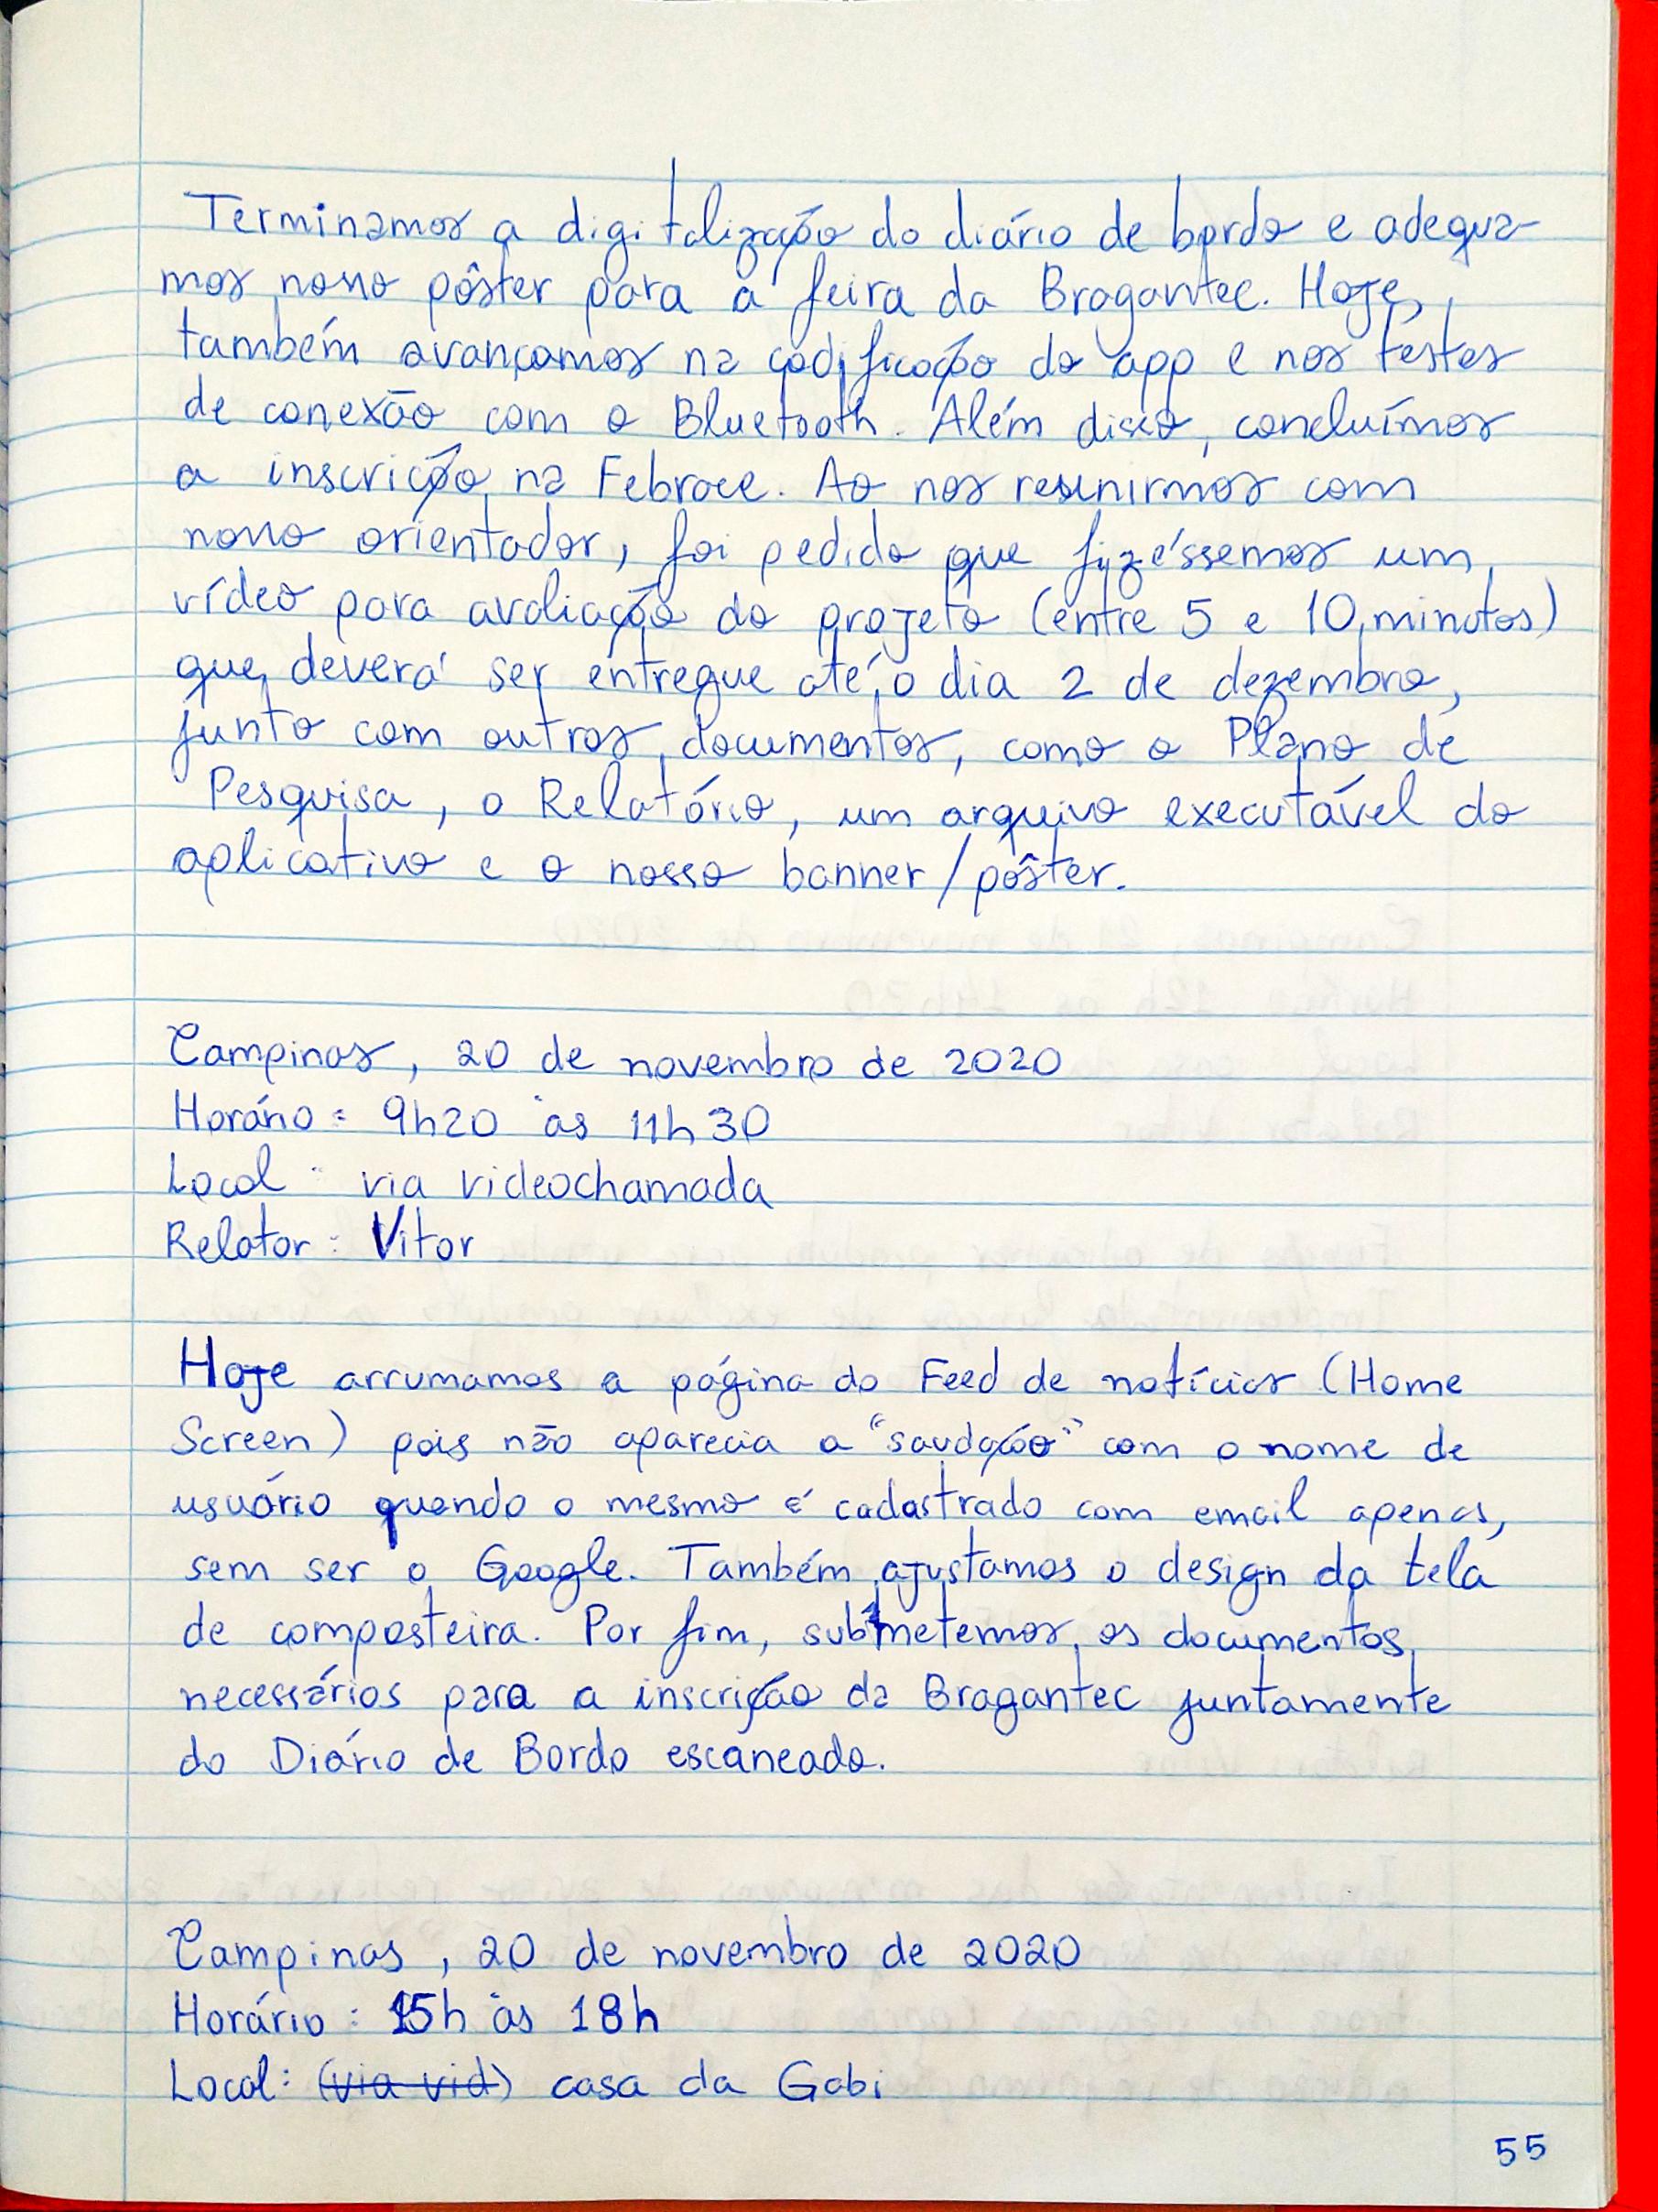 Terminamos a digitalização do diário de bordo e adequa-
mos nosso pôster para a feira da Bragantec. Hoje,
também avançamos na codificação do app e nos testes
de conexão com o Bluetooth. Além disso, concluímos
a inscrição na Febrace. Ao nos reunirmos com
nosso orientador, foi pedido que fizéssemos um
vídeo para avaliação do projeto (entre 5 e 10 minutos)
que deverá ser entregue até o dia 2 de dezembro,
junto com outros documentos, como o Plano de
Pesquisa, o Relatório, um arquivo executável do
aplicativo e o nosso banner/pôster.
Campinas, 20 de novembro de 2020
Horário: 9h20 às 11h30
Local: via videochamada
Relator: Vitor
Hoje arrumamos a página do Feed de notícias (Home
Screen) pois não aparecia a "saudação" com o nome de
usuário quando o mesmo é cadastrado com email apenas,
sem ser o Google. Também ajustamos o design da tela
de composteira. Por fim, submetemos os documentos
necessários para a inscrição da Bragantec juntamente
do Diário de Bordo escaneado.
Campinas, 20 de novembro de 2020
Horário: 15h às 18h
Local: (via vid) casa da Gabi
55